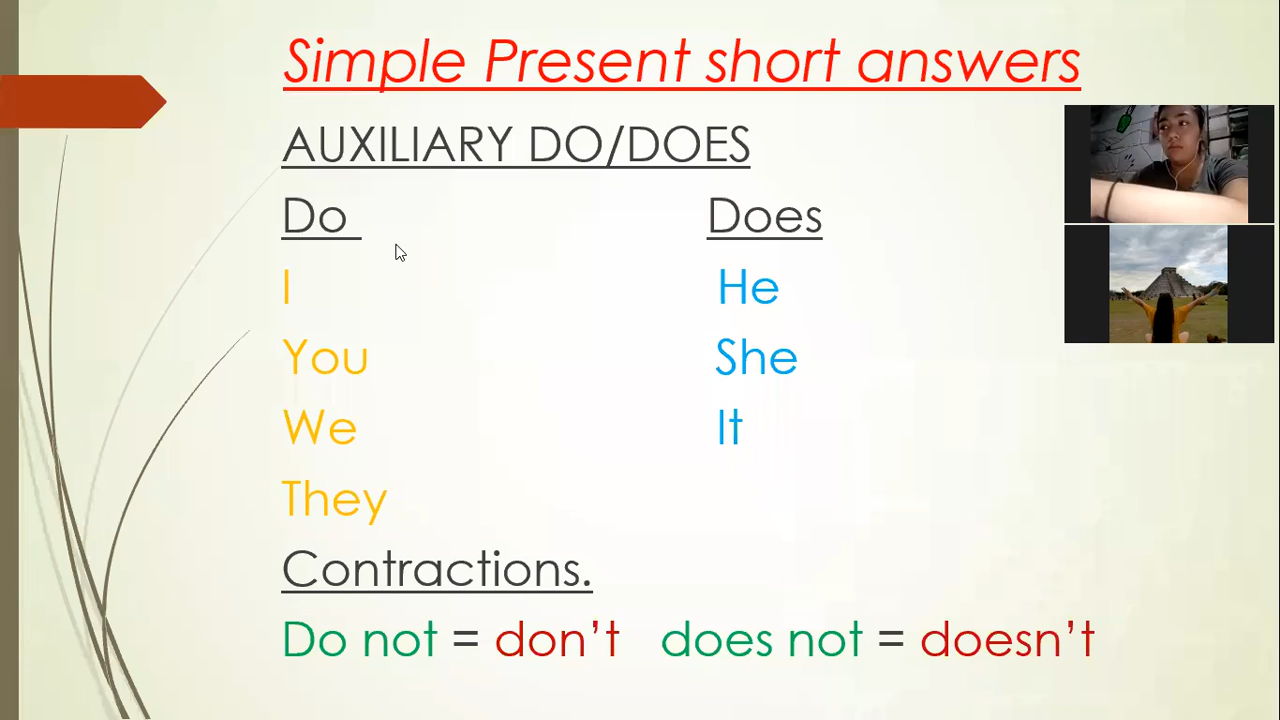 Simple Present short answers
AUXILIARY DO/DOES
Do Does
I He
You She
We It
They
Contractions.
Do not = don’t does not = doesn’t